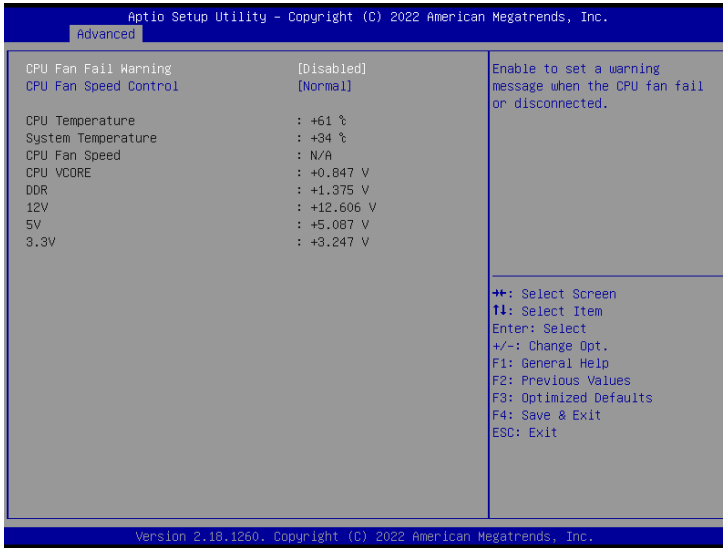 Aptio Setup Utility – Copyright (C) 2022 American Megatrends, Inc.
Advanced
CPU Fan Fail Warning [Disabled]
CPU Fan Speed Control [Normal]
CPU Temperature : +61 ℃
System Temperature : +34 ℃
CPU Fan Speed : N/A
CPU VCORE : +0.847 V
DDR : +1.375 V
12V : +12.606 V
5V : +5.087 V
3.3V : +3.247 V
Enable to set a warning
message when the CPU fan fail
or disconnected.
→←: Select Screen
↑↓: Select Item
Enter: Select
+/-: Change Opt.
F1: General Help
F2: Previous Values
F3: Optimized Defaults
F4: Save & Exit
ESC: Exit
Version 2.18.1260. Copyright (C) 2022 American Megatrends, Inc.